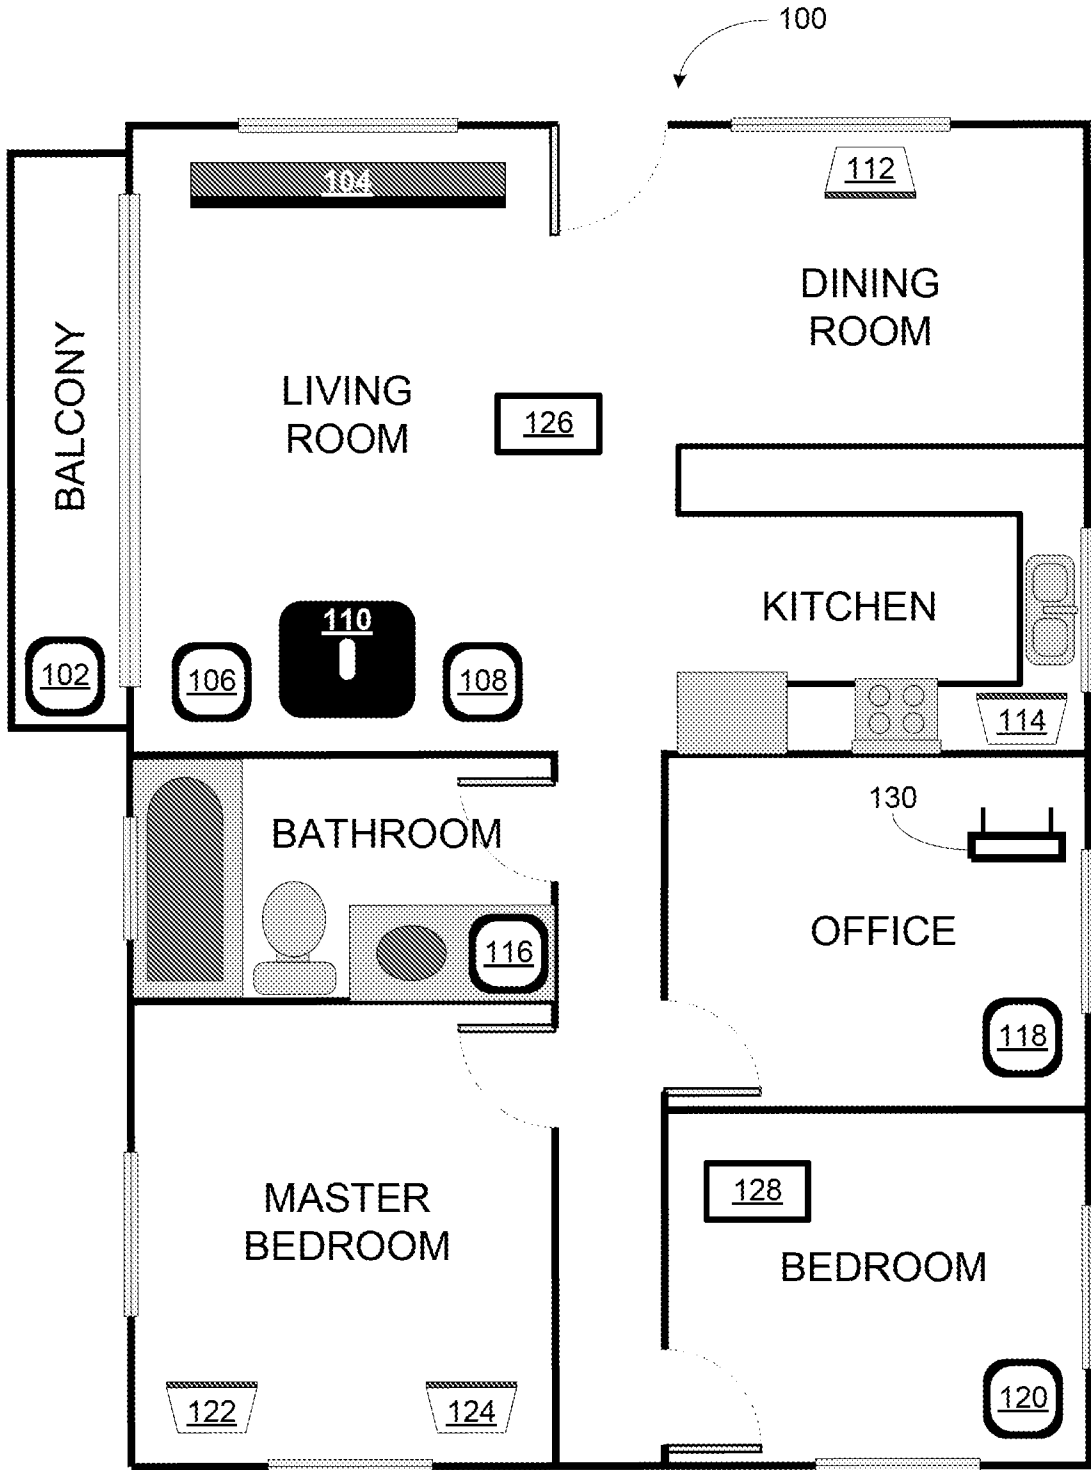 100
104
112
DINING
ROOM
BALCONY
LIVING
ROOM
126
KITCHEN
110
102
106
108
114
130
BATHROOM
OFFICE
116
118
128
MASTER
BEDROOM
BEDROOM
122
124
120